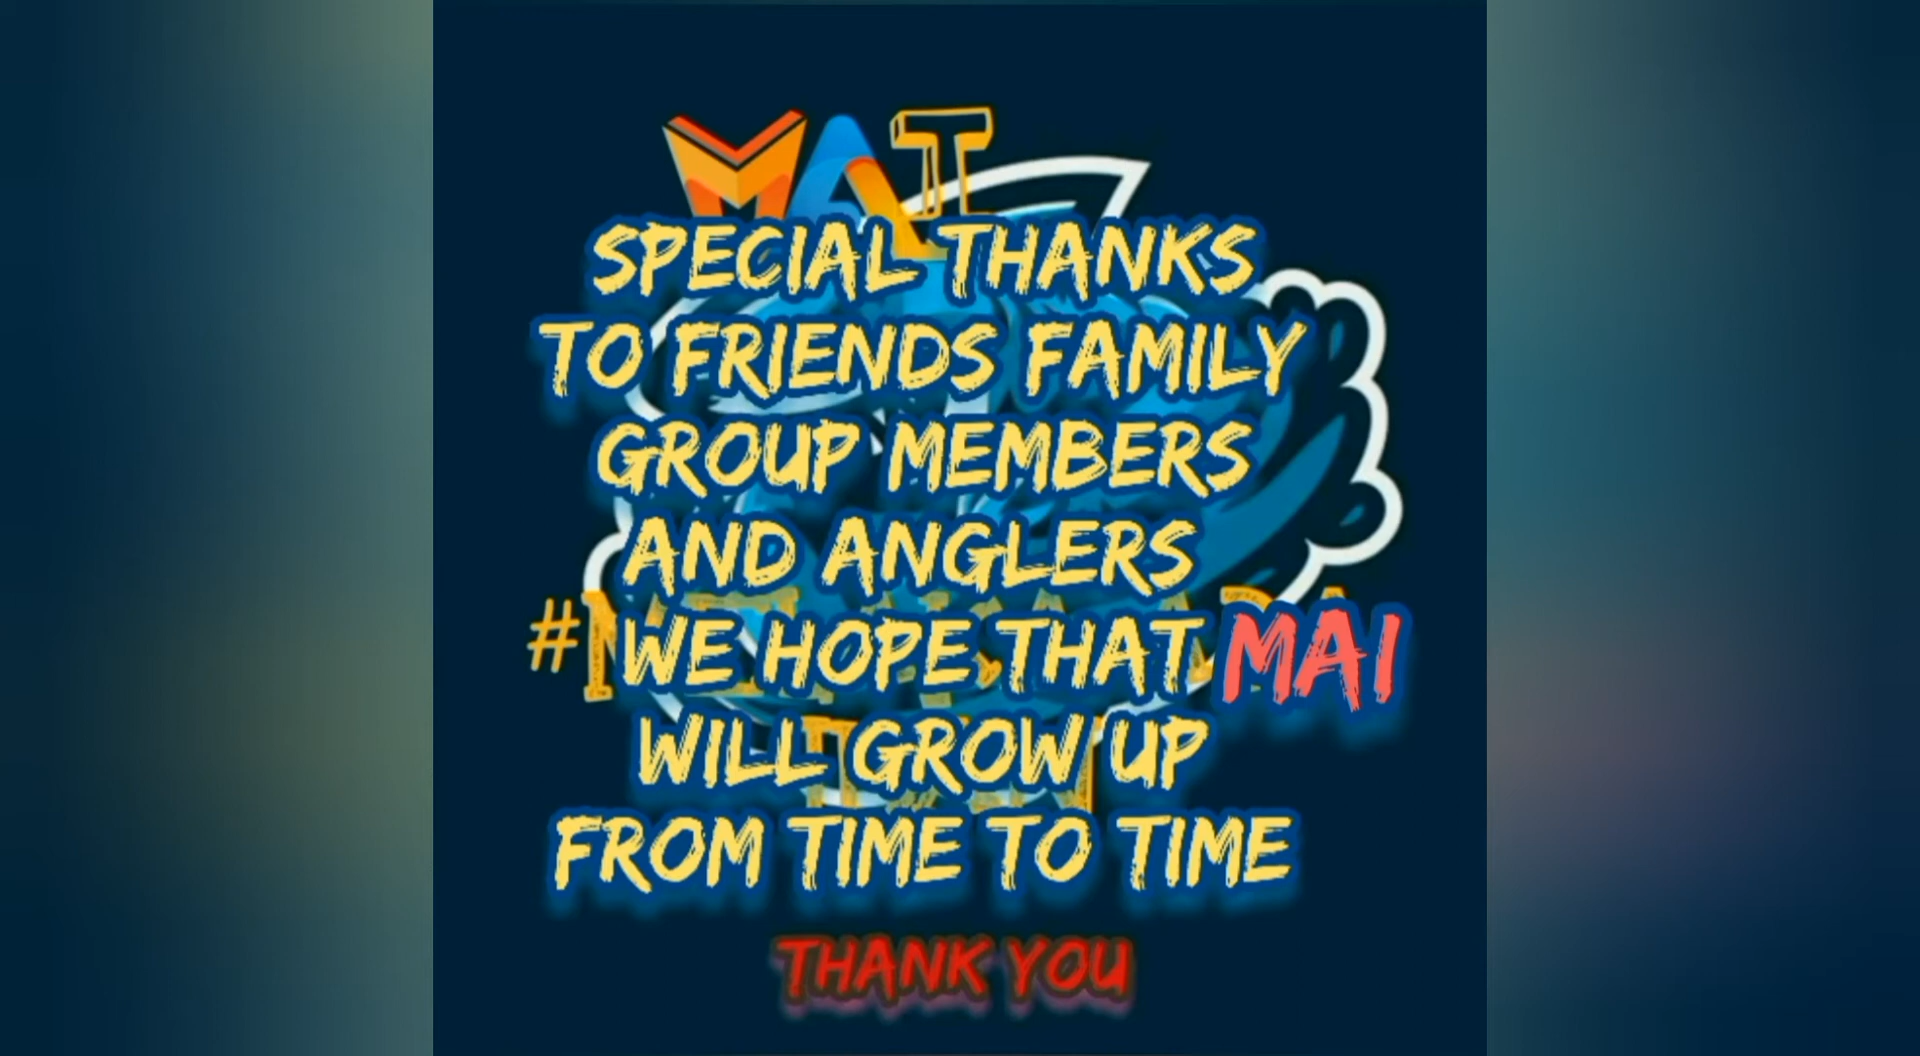 MAI
SPECIAL THANKS
TO FRIENDS FAMILY
GROUP MEMBERS
AND ANGLERS
WE HOPE THAT MAI
WILL GROW UP
FROM TIME TO TIME
THANK YOU